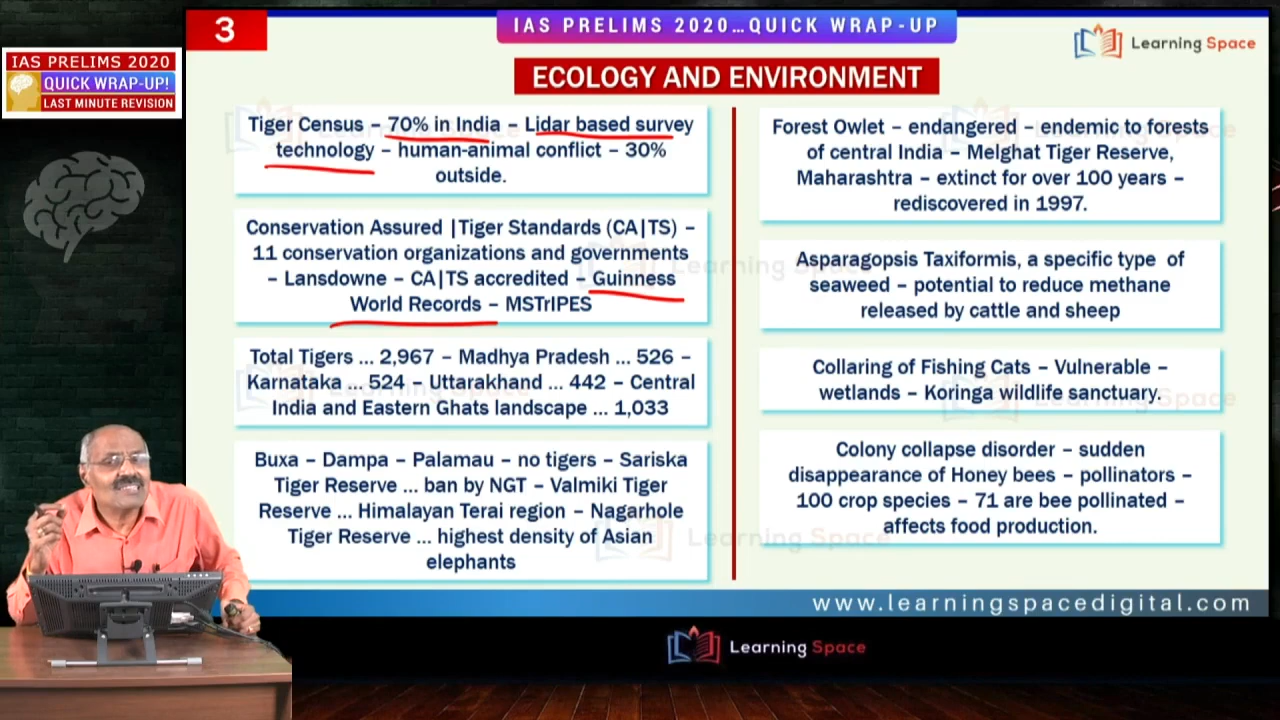 3
IAS PRELIMS 2020…QUICK WRAP-UP
Learning Space
IAS PRELIMS 2020
QUICK WRAP-UP!
LAST MINUTE REVISION
ECOLOGY AND ENVIRONMENT
Tiger Census – 70% in India – Lidar based survey
technology – human-animal conflict – 30%
outside.
Conservation Assured |Tiger Standards (CA|TS) –
11 conservation organizations and governments
– Lansdowne – CA|TS accredited – Guinness
World Records – MSTrIPES
Total Tigers ... 2,967 – Madhya Pradesh ... 526 –
Karnataka ... 524 – Uttarakhand ... 442 – Central
India and Eastern Ghats landscape ... 1,033
Buxa – Dampa – Palamau – no tigers – Sariska
Tiger Reserve ... ban by NGT – Valmiki Tiger
Reserve ... Himalayan Terai region – Nagarhole
Tiger Reserve ... highest density of Asian
elephants
Forest Owlet – endangered – endemic to forests
of central India – Melghat Tiger Reserve,
Maharashtra – extinct for over 100 years –
rediscovered in 1997.
Asparagopsis Taxiformis, a specific type of
seaweed – potential to reduce methane
released by cattle and sheep
Collaring of Fishing Cats – Vulnerable –
wetlands – Koringa wildlife sanctuary.
Colony collapse disorder – sudden
disappearance of Honey bees – pollinators –
100 crop species – 71 are bee pollinated –
affects food production.
www.learningspacedigital.com
Learning Space